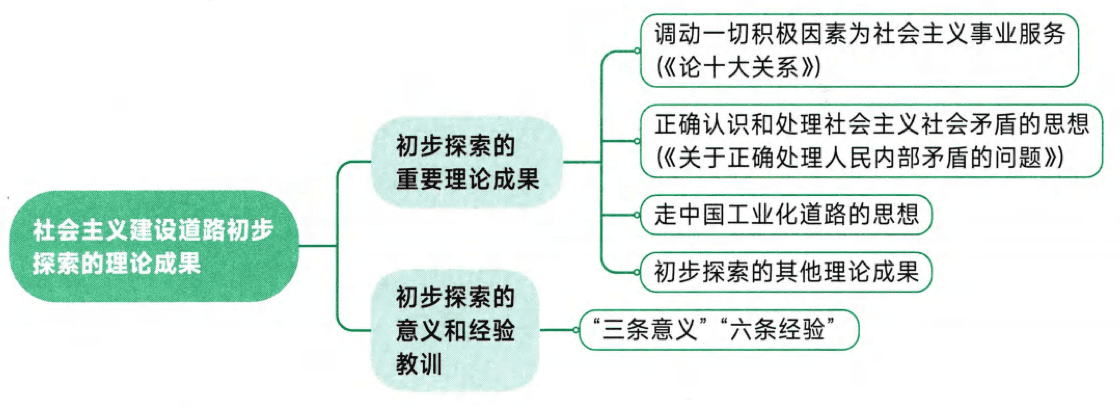 社会主义建设道路初步
探索的理论成果
初步探索的
重要理论成果
调动一切积极因素为社会主义事业服务
(《论十大关系》)
正确认识和处理社会主义社会矛盾的思想
(《关于正确处理人民内部矛盾的问题》)
走中国工业化道路的思想
初步探索的其他理论成果
初步探索的
意义和经验
教训
“三条意义”“六条经验”